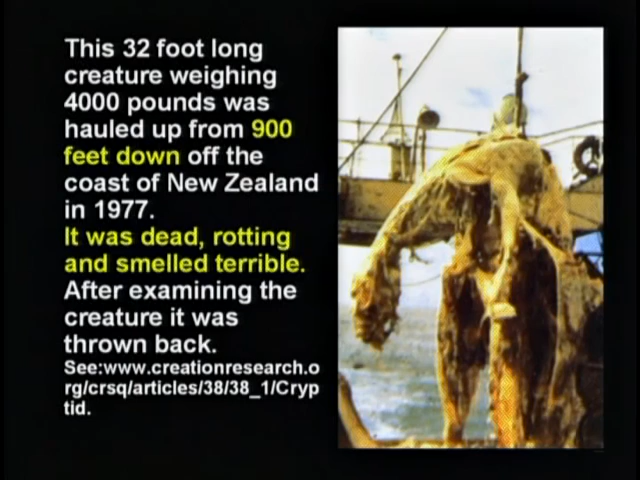 This 32 foot long
creature weighing
4000 pounds was
hauled up from 900
feet down off the
coast of New Zealand
in 1977.
It was dead, rotting
and smelled terrible.
After examining the
creature it was
thrown back.
See:www.creationresearch.o
rg/crsq/articles/38/38_1/Cryp
tid.